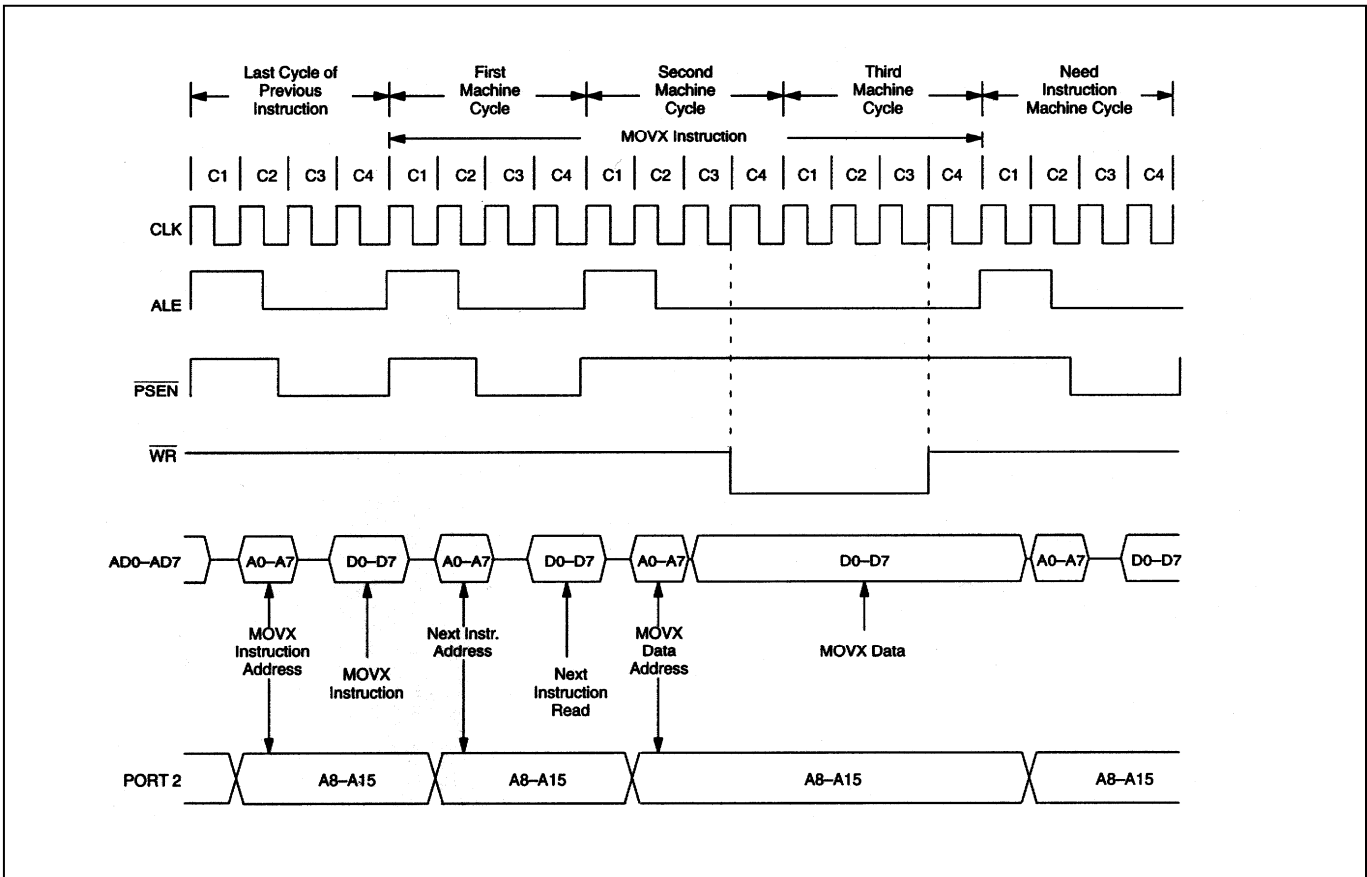 Last Cycle of
Previous
Instruction
First
Machine
Cycle
Second
Machine
Cycle
Third
Machine
Cycle
Need
Instruction
Machine Cycle
MOVX Instruction
C1 C2 C3 C4 C1 C2 C3 C4 C1 C2 C3 C4 C1 C2 C3 C4 C1 C2 C3 C4
CLK
ALE
PSEN
WR
AD0–AD7 A0–A7 D0–D7 A0–A7 D0–D7 A0–A7 D0–D7 A0–A7 D0–D7
MOVX
Instruction
Address
MOVX
Instruction
Next Instr.
Address
Next
Instruction
Read
MOVX
Data
Address
MOVX Data
PORT 2 A8–A15 A8–A15 A8–A15 A8–A15